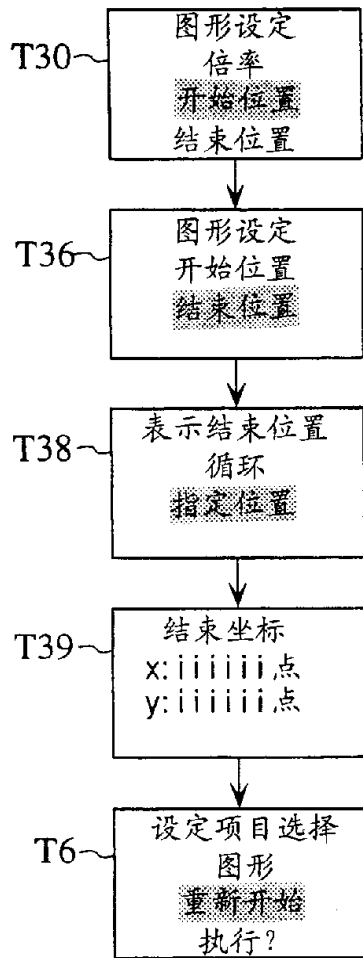 T30
图形设定
倍率
开始位置
结束位置
T36
图形设定
开始位置
结束位置
T38
表示结束位置
循环
指定位置
T39
结束坐标
x:iiiiii点
y:iiiiii点
T6
设定项目选择
图形
重新开始
执行?